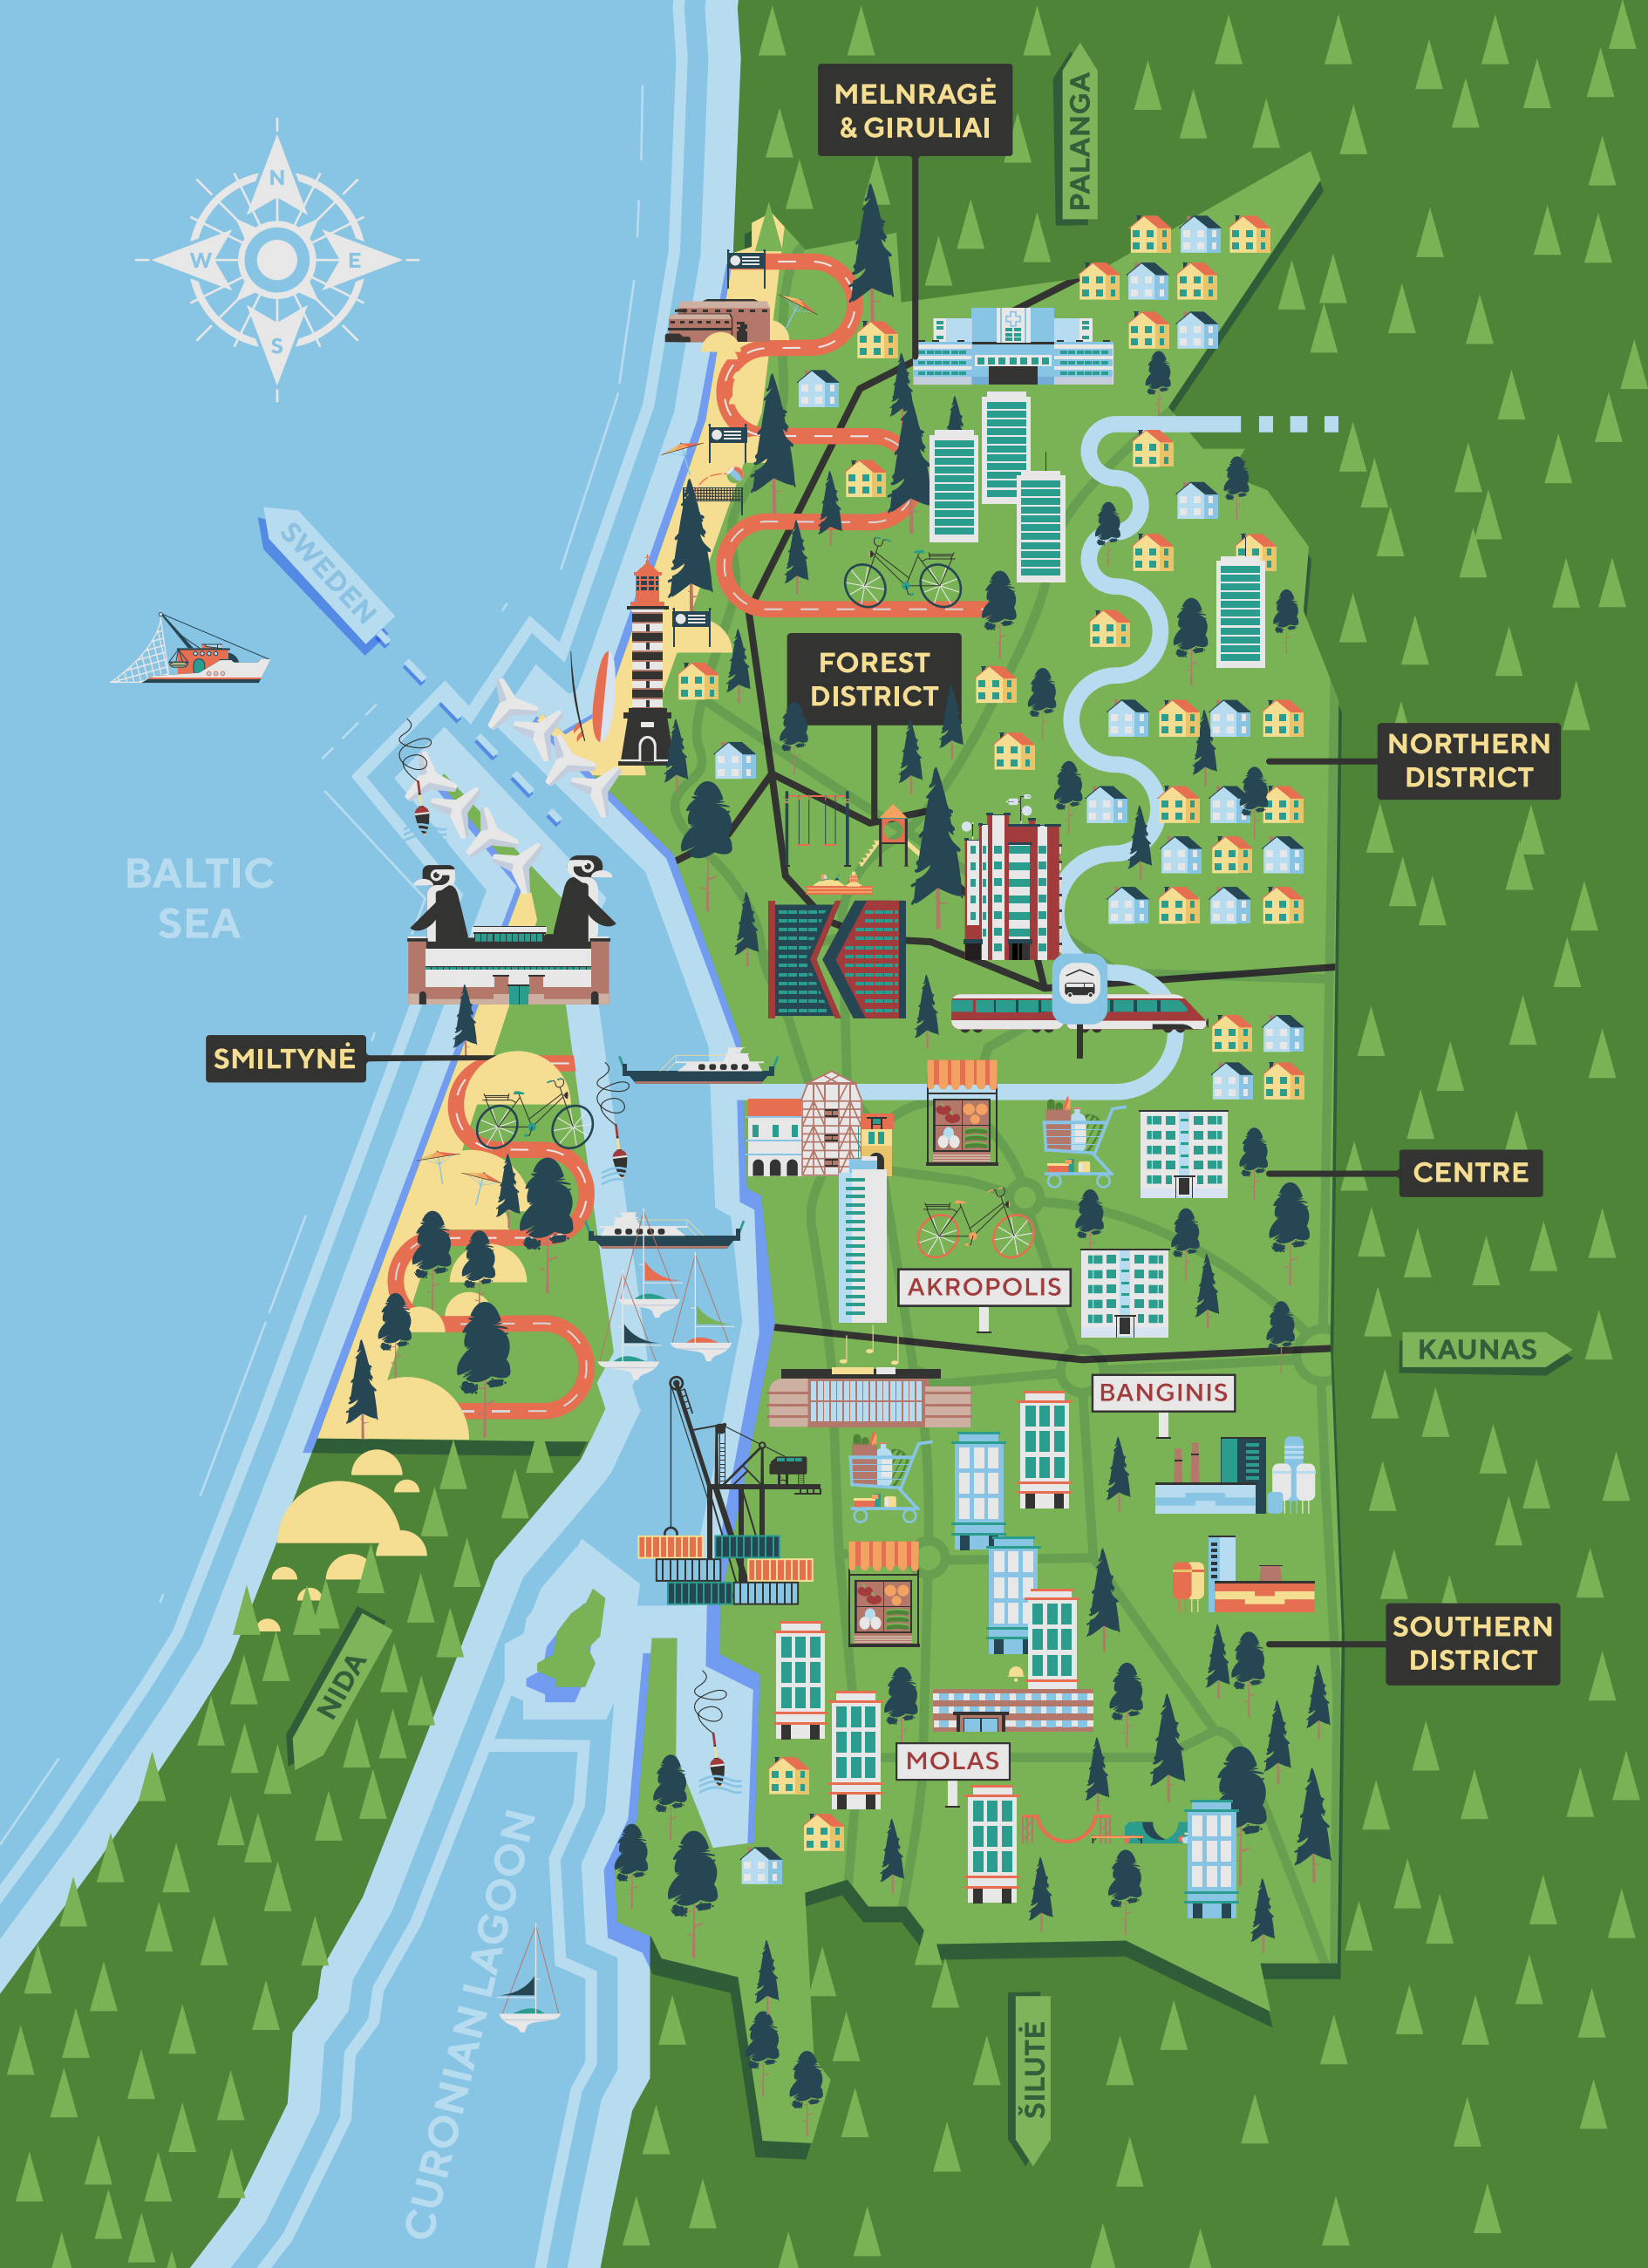 MELNRAGĖ
& GIRULIAI
PALANGA
N
W
E
S
SWEDEN
FOREST
DISTRICT
NORTHERN
DISTRICT
BALTIC
SEA
SMILTYNĖ
CENTRE
AKROPOLIS
KAUNAS
BANGINIS
SOUTHERN
DISTRICT
NIDA
MOLAS
CURONIAN LAGOON
ŠILUTĖ